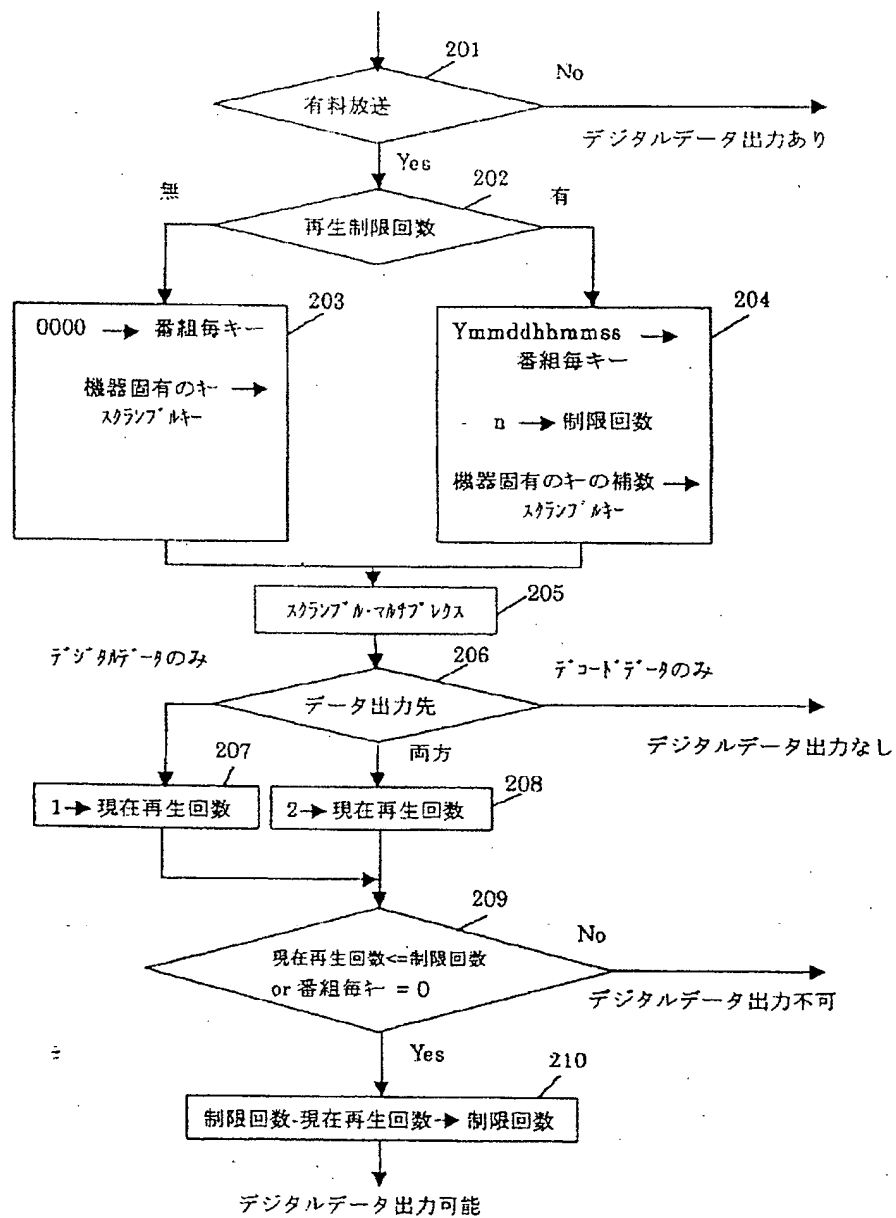 201
No
有料放送
デジタルデータ出力あり
Yes
無
202
有
再生制限回数
203
0000 → 番組毎キー
機器固有のキー →
スクランブルキー
204
Ymmddhhmmss →
番組毎キー
n → 制限回数
機器固有のキーの補数 →
スクランブルキー
スクランブル・マルチプレクス
205
デジタルデータのみ
206
デコードデータのみ
データ出力先
デジタルデータ出力なし
207
両方
1→現在再生回数
2→現在再生回数
208
209
No
現在再生回数<=制限回数
or 番組毎キー = 0
デジタルデータ出力不可
Yes
210
制限回数-現在再生回数→ 制限回数
デジタルデータ出力可能